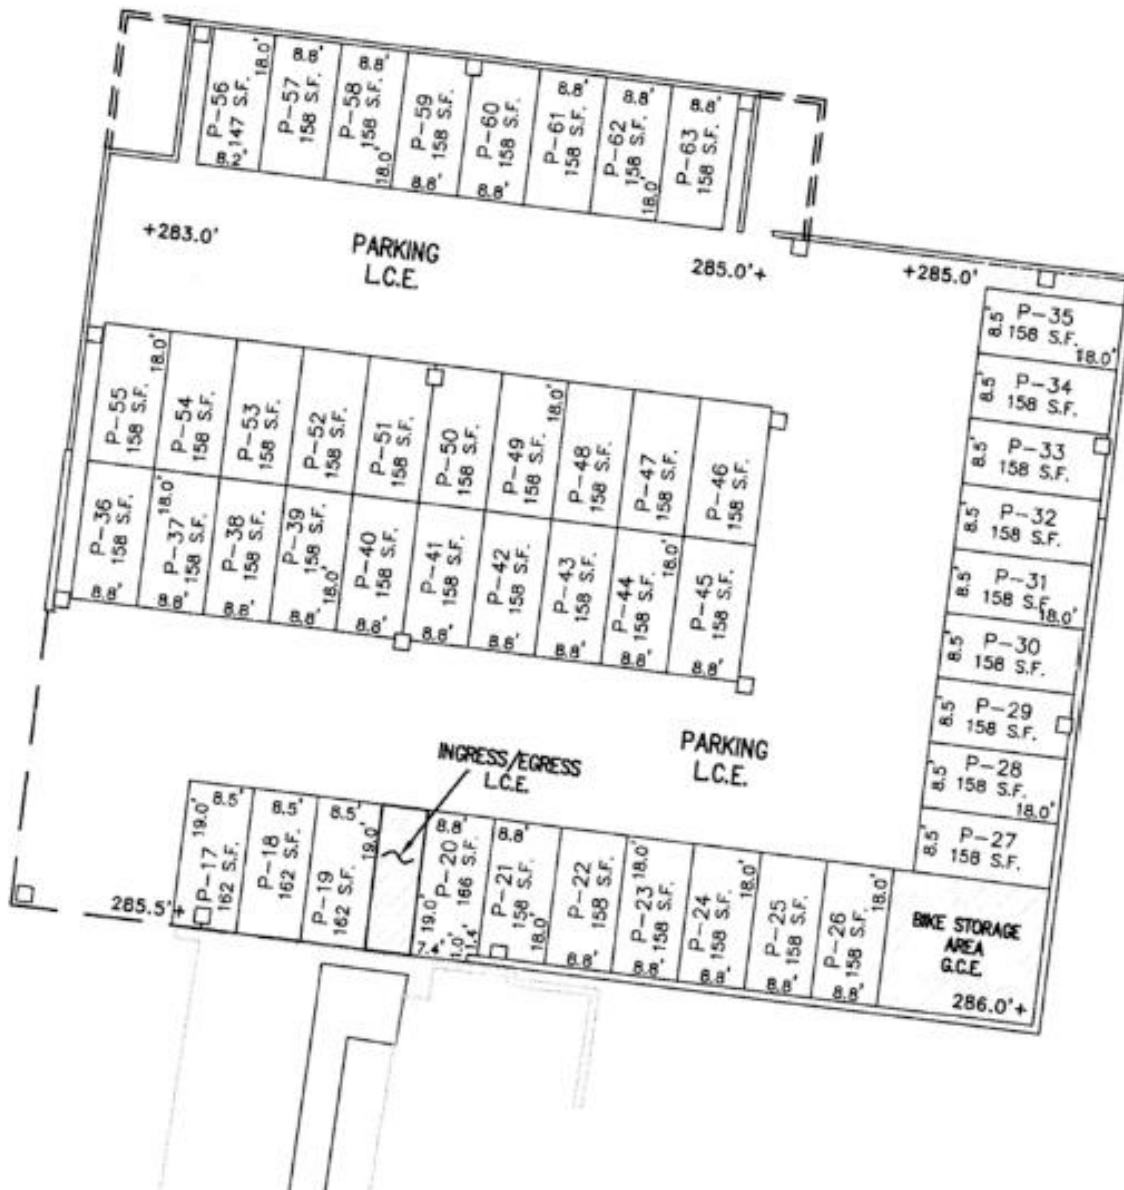 P-56
147 S.F.
8.2'
18.0'
P-57
158 S.F.
8.8'
P-58
158 S.F.
8.8'
18.0'
P-59
158 S.F.
8.8'
P-60
158 S.F.
8.8'
P-61
158 S.F.
8.8'
P-62
158 S.F.
8.8'
18.0'
P-63
158 S.F.
8.8'
+283.0'
PARKING
L.C.E.
285.0'+
+285.0'
P-35
158 S.F.
8.5'
18.0'
P-34
158 S.F.
8.5'
P-33
158 S.F.
8.5'
P-32
158 S.F.
8.5'
P-31
158 S.F.
8.5'
18.0'
P-30
158 S.F.
8.5'
P-29
158 S.F.
8.5'
P-28
158 S.F.
8.5'
18.0'
P-27
158 S.F.
8.5'
P-55
158 S.F.
18.0'
P-54
158 S.F.
P-53
158 S.F.
P-52
158 S.F.
P-51
158 S.F.
P-50
158 S.F.
P-49
158 S.F.
18.0'
P-48
158 S.F.
P-47
158 S.F.
P-46
158 S.F.
P-36
158 S.F.
8.8'
P-37
158 S.F.
18.0'
8.8'
P-38
158 S.F.
8.8'
P-39
158 S.F.
8.8'
18.0'
P-40
158 S.F.
8.8'
P-41
158 S.F.
8.8'
P-42
158 S.F.
8.8'
P-43
158 S.F.
8.8'
P-44
158 S.F.
8.8'
18.0'
P-45
158 S.F.
8.8'
INGRESS/EGRESS
L.C.E.
PARKING
L.C.E.
P-17
162 S.F.
19.0'
8.5'
P-18
162 S.F.
8.5'
P-19
162 S.F.
8.5'
19.0'
P-20
166 S.F.
8.8'
19.0'
7.4'
1.0'
1.4'
P-21
158 S.F.
8.8'
18.0'
P-22
158 S.F.
8.8'
P-23
158 S.F.
18.0'
8.8'
P-24
158 S.F.
18.0'
8.8'
P-25
158 S.F.
8.8'
P-26
158 S.F.
18.0'
8.8'
BIKE STORAGE
AREA
G.C.E.
286.0'+
285.5'+